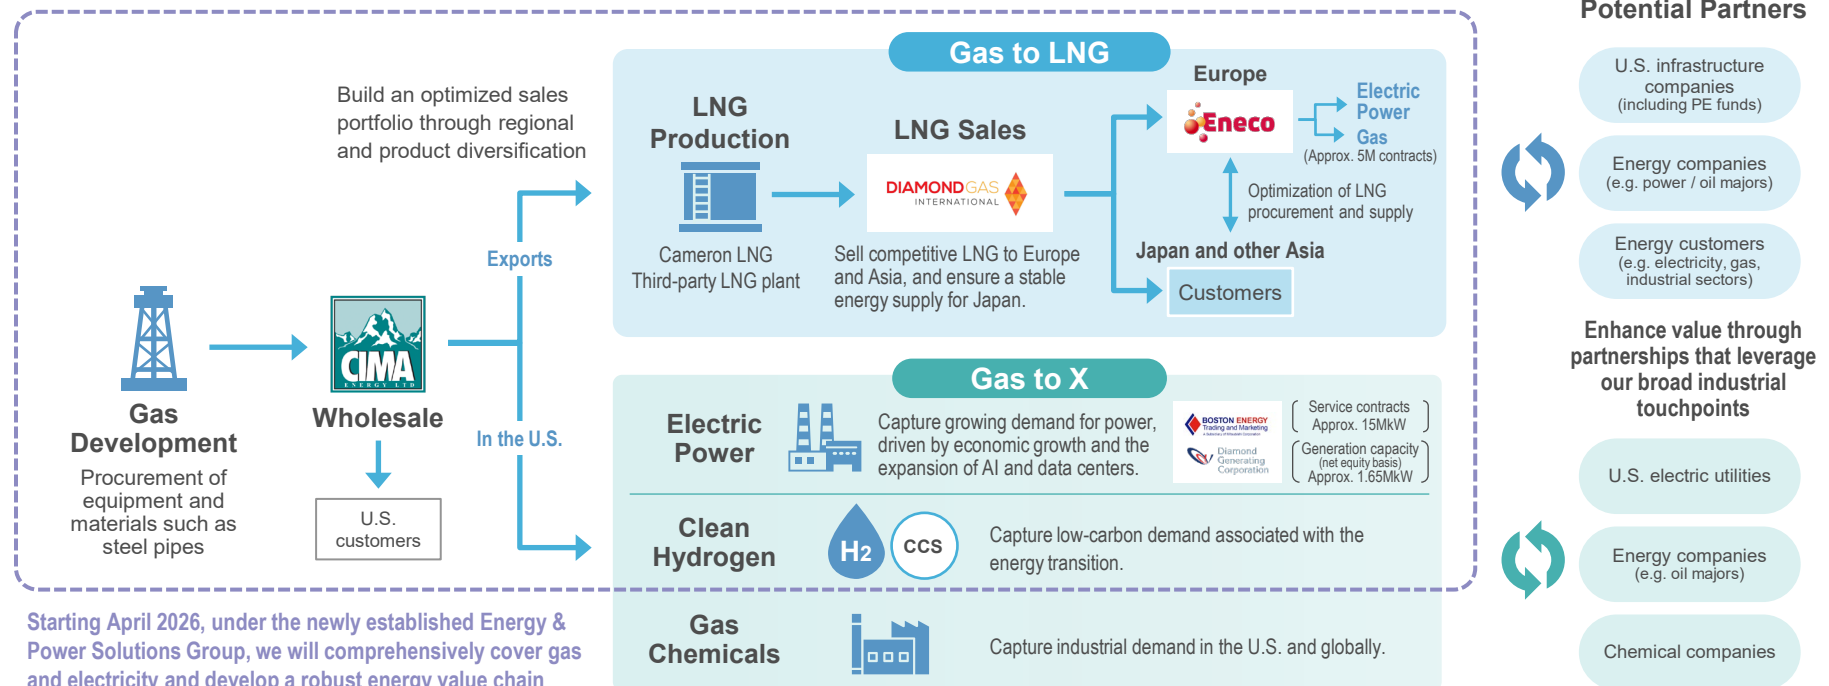 Potential Partners
Gas to LNG
Build an optimized sales
portfolio through regional
and product diversification
LNG
Production
Cameron LNG
Third-party LNG plant
LNG Sales
DIAMONDGAS
INTERNATIONAL
Sell competitive LNG to Europe
and Asia, and ensure a stable
energy supply for Japan.
Europe
Eneco
Electric
Power
Gas
(Approx. 5M contracts)
Optimization of LNG
procurement and supply
Japan and other Asia
Customers
Exports
In the U.S.
Gas
Development
Procurement of
equipment and
materials such as
steel pipes
CIMA
ENERGY LTD
Wholesale
U.S.
customers
Gas to X
Electric
Power
Capture growing demand for power,
driven by economic growth and the
expansion of AI and data centers.
BOSTON ENERGY
Trading and Marketing
Diamond
Generating
Corporation
Service contracts
Approx. 15MkW
Generation capacity
(net equity basis)
Approx. 1.65MkW
Clean
Hydrogen
H2
CCS
Capture low-carbon demand associated with the
energy transition.
Gas
Chemicals
Capture industrial demand in the U.S. and globally.
Starting April 2026, under the newly established Energy &
Power Solutions Group, we will comprehensively cover gas
and electricity and develop a robust energy value chain
U.S. infrastructure
companies
(including PE funds)
Energy companies
(e.g. power / oil majors)
Energy customers
(e.g. electricity, gas,
industrial sectors)
Enhance value through
partnerships that leverage
our broad industrial
touchpoints
U.S. electric utilities
Energy companies
(e.g. oil majors)
Chemical companies